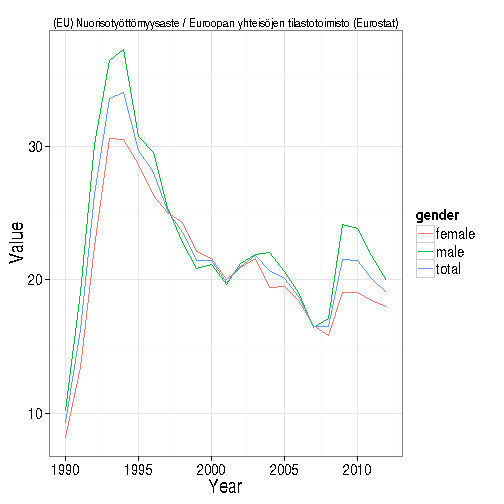 (EU) Nuorisotyöttömyysaste / Euroopan yhteisöjen tilastotoimisto (Eurostat)
30
20
10
Value
1990 1995 2000 2005 2010
Year
gender
female
male
total